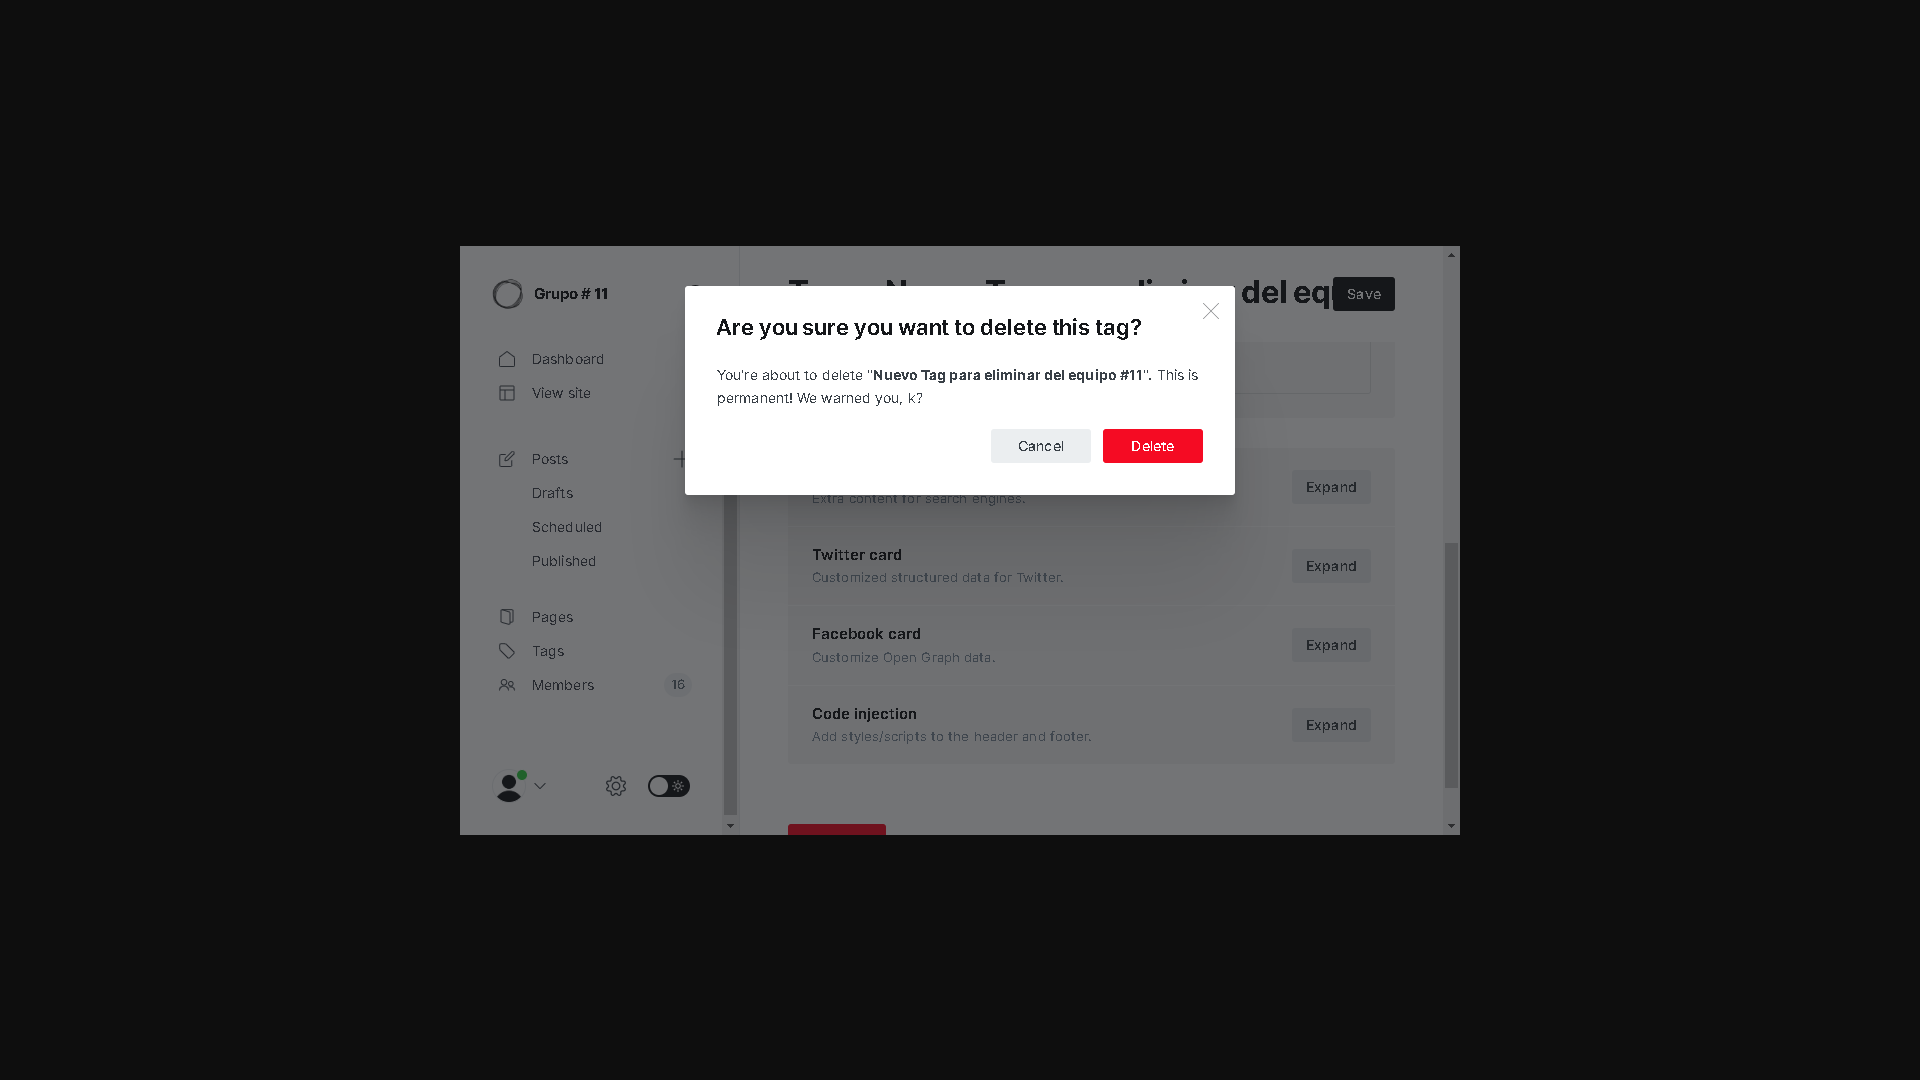 Grupo # 11
del eq
Save
Are you sure you want to delete this tag?
You're about to delete "Nuevo Tag para eliminar del equipo #11". This is
permanent! We warned you, k?
Cancel
Delete
Dashboard
View site
Posts
Drafts
Scheduled
Published
Pages
Tags
Members
16
Extra content for search engines.
Expand
Twitter card
Customized structured data for Twitter.
Expand
Facebook card
Customize Open Graph data.
Expand
Code injection
Add styles/scripts to the header and footer.
Expand